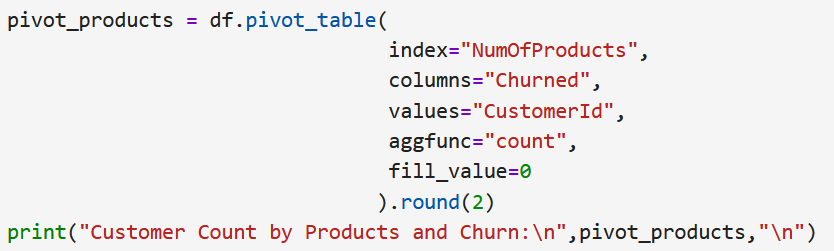 pivot_products = df.pivot_table(
                                index="NumOfProducts",
                                columns="Churned",
                                values="CustomerId",
                                aggfunc="count",
                                fill_value=0
                               ).round(2)
print("Customer Count by Products and Churn:\n",pivot_products,"\n")